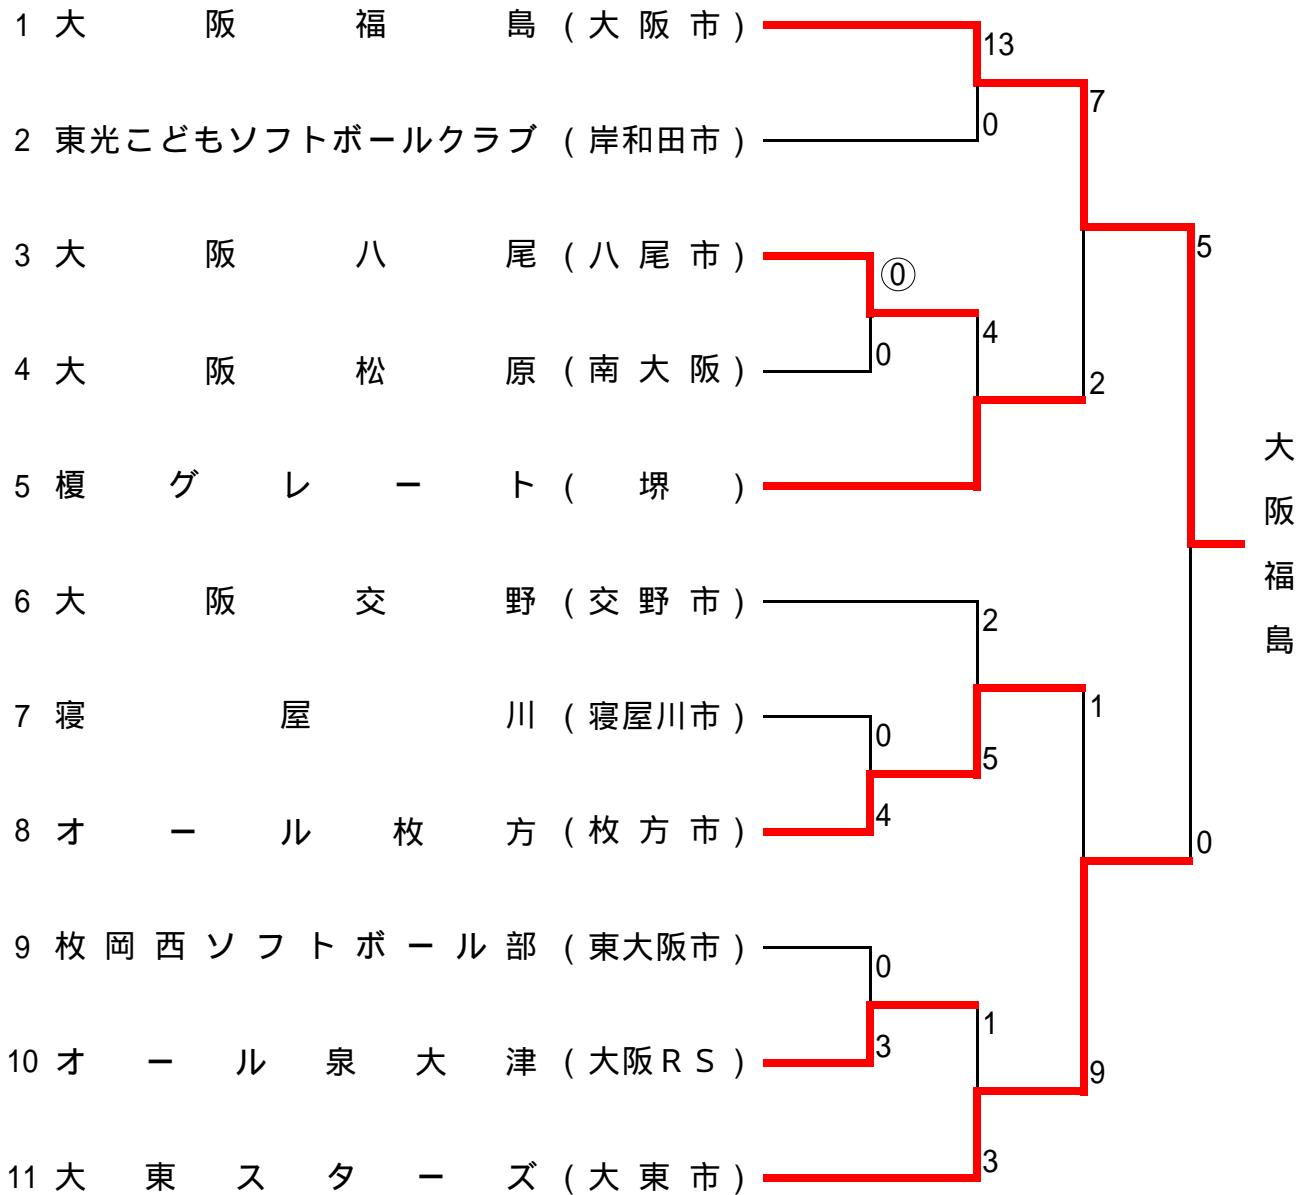 1 大阪福島 (大阪市)
13
7
0
2 東光こどもソフトボールクラブ (岸和田市)
3 大阪八尾 (八尾市)
5
⓪
4
0
4 大阪松原 (南大阪)
2
大阪福島
5 榎グレート (堺)
6 大阪交野 (交野市)
2
1
7 寝屋川 (寝屋川市)
0
5
4
8 オール枚方 (枚方市)
0
9 枚岡西ソフトボール部 (東大阪市)
0
1
3
10 オール泉大津 (大阪RS)
9
3
11 大東スターズ (大東市)